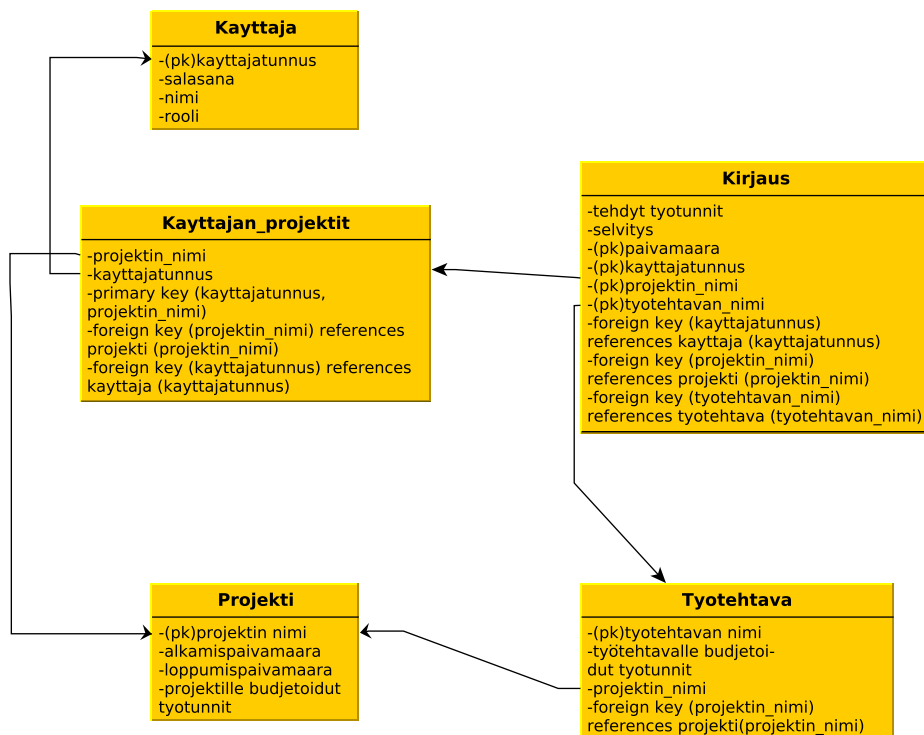 Kayttaja
-(pk)kayttajatunnus
-salasana
-nimi
-rooli
Kayttajan_projektit
-projektin_nimi
-kayttajatunnus
-primary key (kayttajatunnus,
projektin_nimi)
-foreign key (projektin_nimi) references
projekti (projektin_nimi)
-foreign key (kayttajatunnus) references
kayttaja (kayttajatunnus)
Kirjaus
-tehdyt tyotunnit
-selvitys
-(pk)paivamaara
-(pk)kayttajatunnus
-(pk)projektin_nimi
-(pk)tyotehtavan_nimi
-foreign key (kayttajatunnus)
references kayttaja (kayttajatunnus)
-foreign key (projektin_nimi)
references projekti (projektin_nimi)
-foreign key (tyotehtavan_nimi)
references tyotehtava (tyotehtavan_nimi)
Projekti
-(pk)projektin nimi
-alkamispaivamaara
-loppumispaivamaara
-projektille budjetoidut
tyotunnit
Tyotehtava
-(pk)tyotehtavan nimi
-työtehtavalle budjetoi-
dut tyotunnit
-projektin_nimi
-foreign key (projektin_nimi)
references projekti(projektin_nimi)